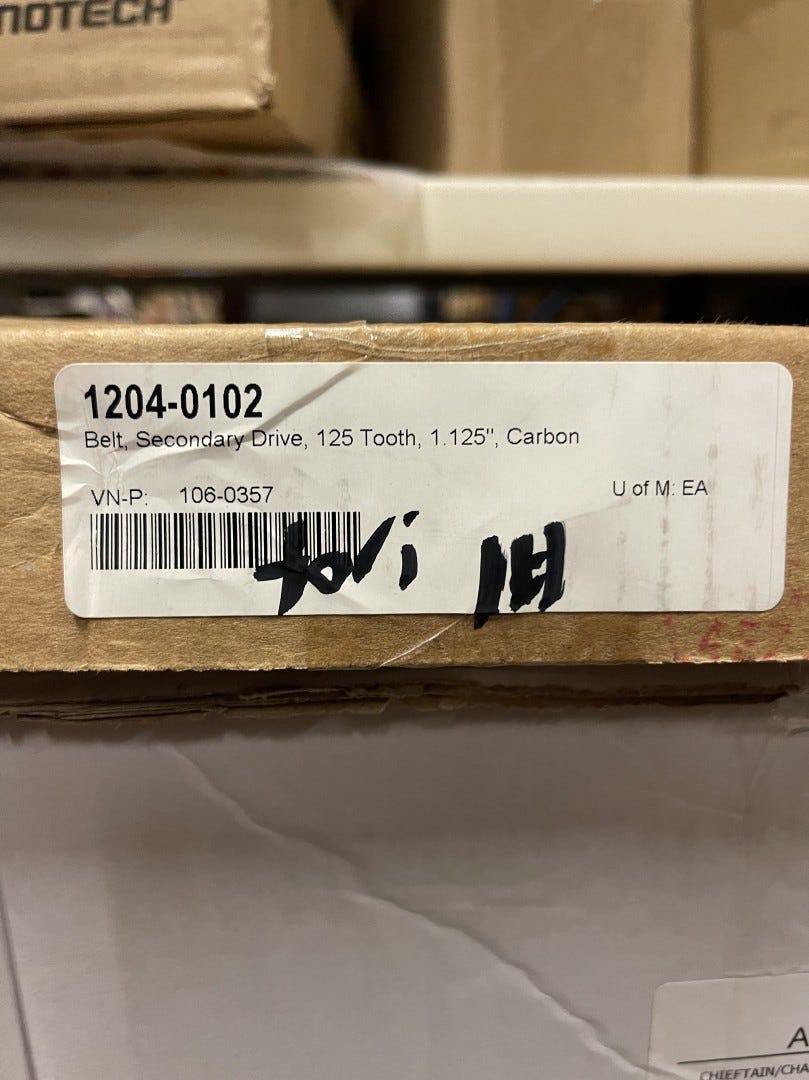 NOTECH
1204-0102
Belt, Secondary Drive, 125 Tooth, 1.125", Carbon
VN-P: 106-0357
U of M: EA
A
CHIEFTAIN/CHA